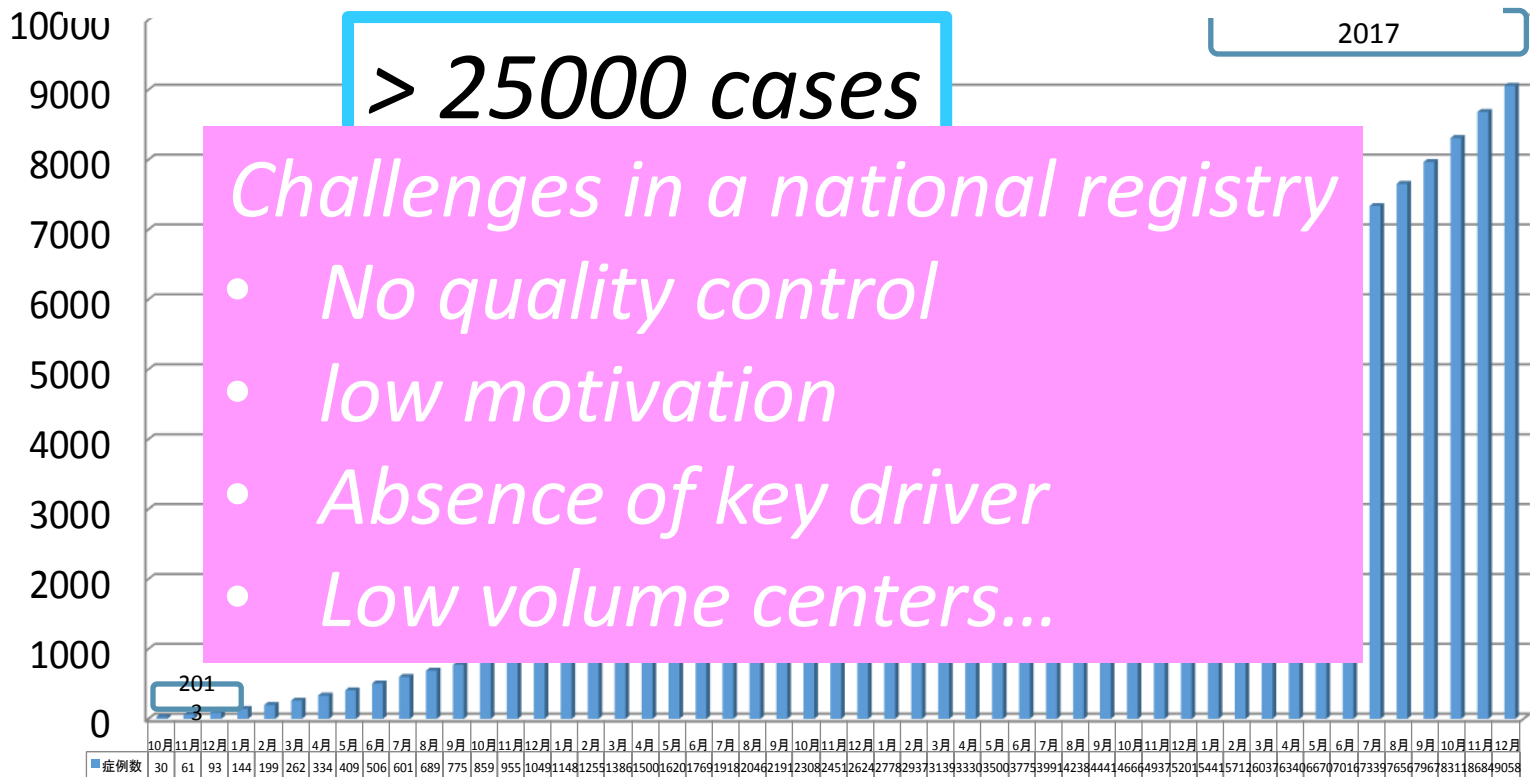 10000
2017
> 25000 cases
9000
8000
Challenges in a national registry
7000
• No quality control
6000
5000
• low motivation
4000
• Absence of key driver
3000
2000
• Low volume centers…
1000
201
3
0
10月 11月 12月 1月 2月 3月 4月 5月 6月 7月 8月 9月 10月 11月 12月 1月 2月 3月 4月 5月 6月 7月 8月 9月 10月 11月 12月 1月 2月 3月 4月 5月 6月 7月 8月 9月 10月 11月 12月 1月 2月 3月 4月 5月 6月 7月 8月 9月 10月 11月 12月
症例数 30 61 93 144 199 262 334 409 506 601 689 775 859 955 1049 1148 1255 1386 1500 1620 1769 1918 2046 2191 2308 2451 2624 2778 2937 3139 3330 3500 3775 3991 4238 4441 4666 4937 5201 5441 5712 6037 6340 6670 7016 7339 7656 7967 8311 8684 9058